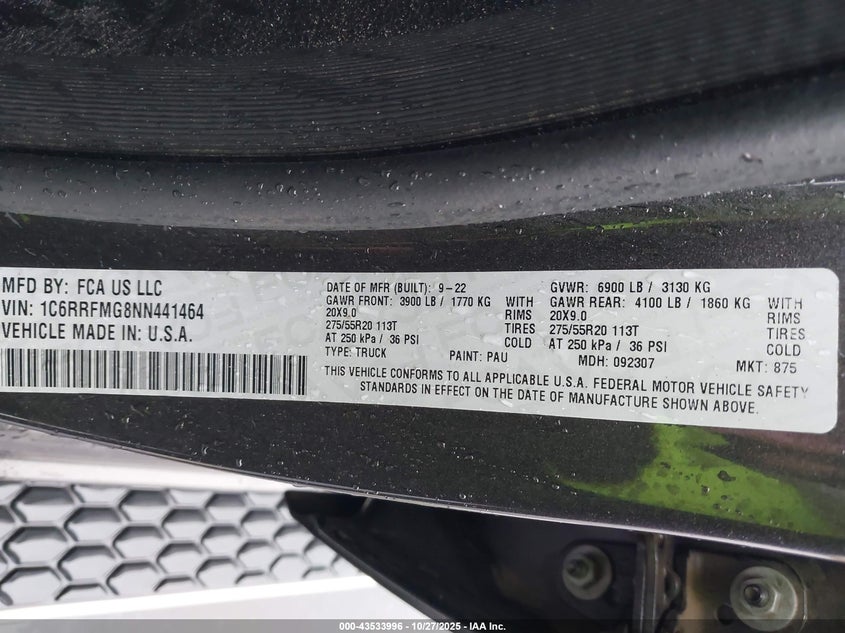 MFD BY: FCA US LLC
VIN: 1C6RRFMG8NN441464
VEHICLE MADE IN: U.S.A.
DATE OF MFR (BUILT): 9-22 GVWR: 6900 LB / 3130 KG
GAWR FRONT: 3900 LB / 1770 KG WITH GAWR REAR: 4100 LB / 1860 KG WITH
20X9.0 RIMS 20X9.0 RIMS
275/55R20 113T TIRES 275/55R20 113T TIRES
AT 250 kPa / 36 PSI COLD AT 250 kPa / 36 PSI COLD
TYPE: TRUCK PAINT: PAU MDH: 092307 MKT: 875
THIS VEHICLE CONFORMS TO ALL APPLICABLE U.S.A. FEDERAL MOTOR VEHICLE SAFETY
STANDARDS IN EFFECT ON THE DATE OF MANUFACTURE SHOWN ABOVE.
000-43533996 - 10/27/2025 - IAA Inc.